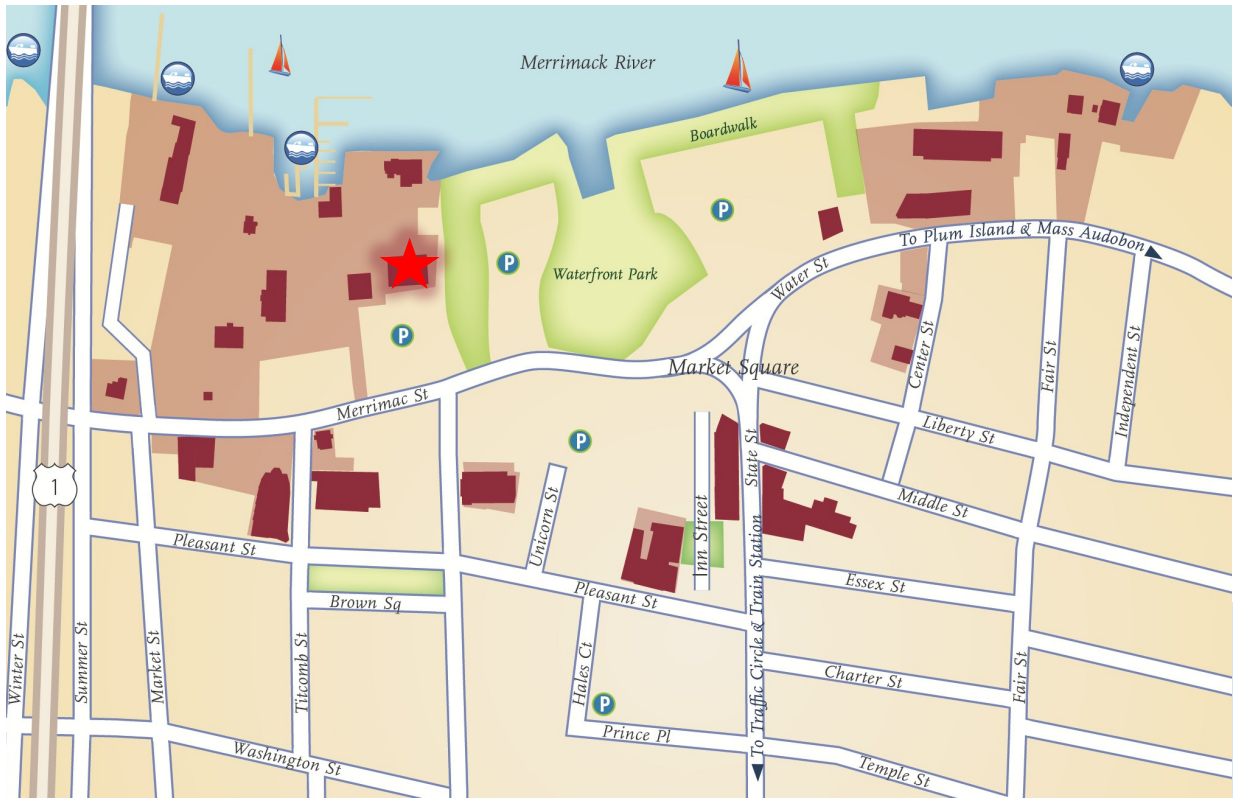 Merrimack River
Boardwalk
P
P
Waterfront Park
To Plum Island & Mass Audobon
Water St
P
Market Square
Merrimac St
Center St
Fair St
Independent St
P
Liberty St
State St
1
Middle St
Inn Street
Unicorn St
Pleasant St
Essex St
Pleasant St
Brown Sq
Winter St
Summer St
Market St
Titcomb St
Hales Ct
To Traffic Circle & Train Station
Charter St
Fair St
P
Prince Pl
Washington St
Temple St